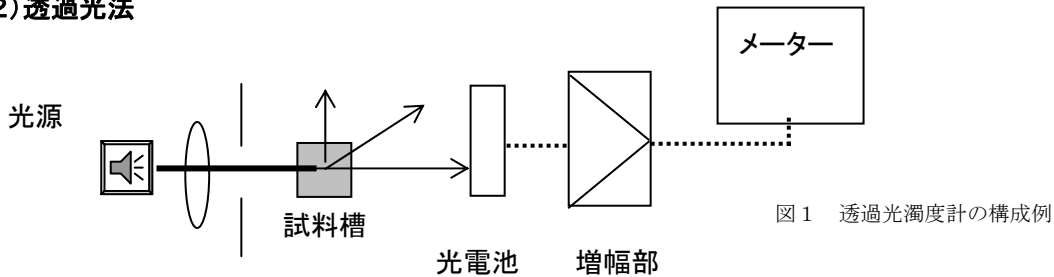 2)透過光法
メーター
光源
試料槽
図1 透過光濁度計の構成例
光電池
増幅部